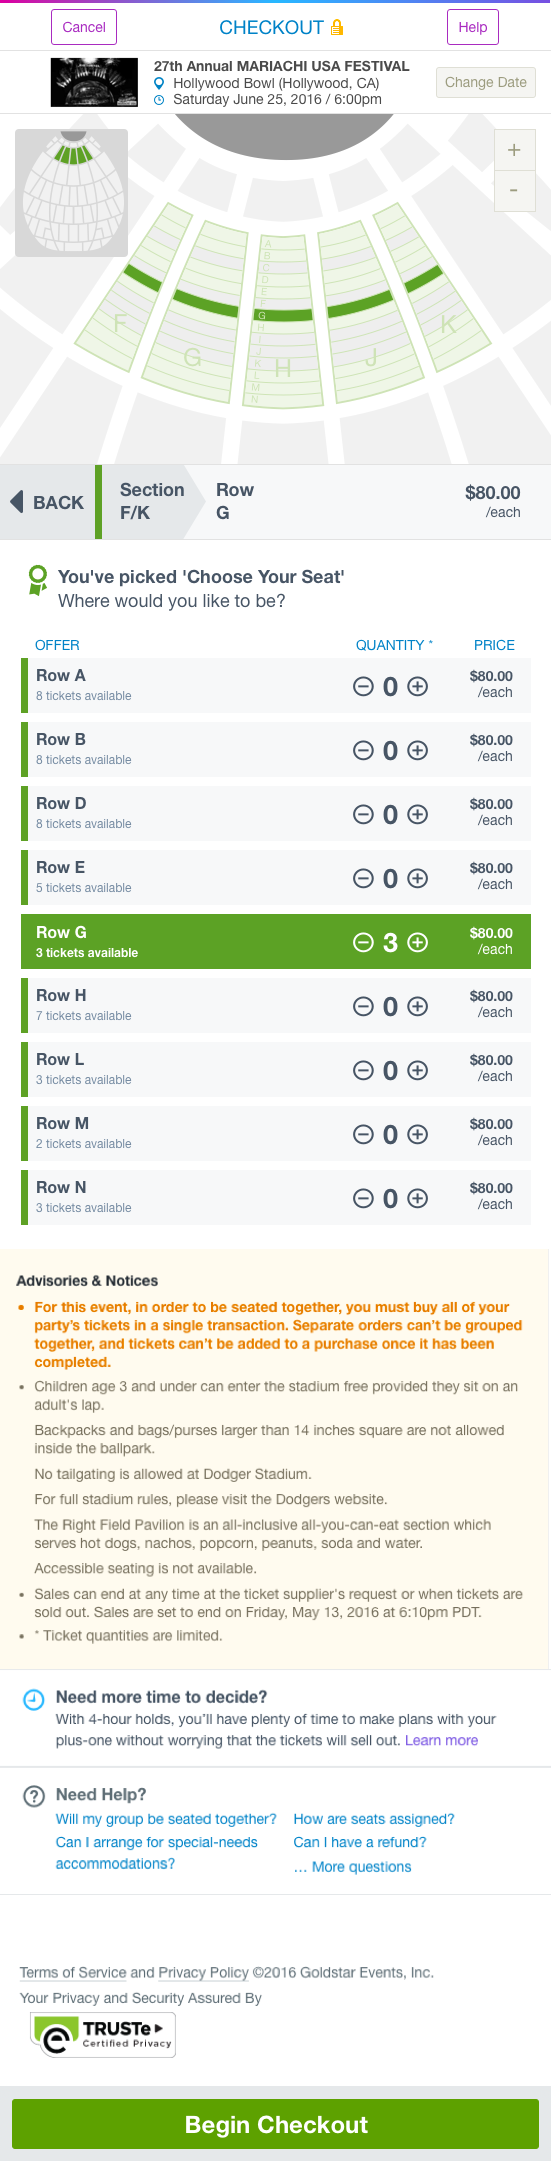 Cancel
CHECKOUT
Help
27th Annual MARIACHI USA FESTIVAL
Hollywood Bowl (Hollywood, CA)
Saturday June 25, 2016 / 6:00pm
Change Date
+
-
A
B
C
D
E
F
G
H
I
J
K
L
M
N
F
G
H
J
K
BACK
Section
F/K
Row
G
$80.00
/each
You've picked 'Choose Your Seat'
Where would you like to be?
OFFER QUANTITY * PRICE
Row A
8 tickets available
0
$80.00
/each
Row B
8 tickets available
0
$80.00
/each
Row D
8 tickets available
0
$80.00
/each
Row E
5 tickets available
0
$80.00
/each
Row G
3 tickets available
3
$80.00
/each
Row H
7 tickets available
0
$80.00
/each
Row L
3 tickets available
0
$80.00
/each
Row M
2 tickets available
0
$80.00
/each
Row N
3 tickets available
0
$80.00
/each
Advisories & Notices
• For this event, in order to be seated together, you must buy all of your
party’s tickets in a single transaction. Separate orders can’t be grouped
together, and tickets can’t be added to a purchase once it has been
completed.
• Children age 3 and under can enter the stadium free provided they sit on an
adult's lap.
Backpacks and bags/purses larger than 14 inches square are not allowed
inside the ballpark.
No tailgating is allowed at Dodger Stadium.
For full stadium rules, please visit the Dodgers website.
The Right Field Pavilion is an all-inclusive all-you-can-eat section which
serves hot dogs, nachos, popcorn, peanuts, soda and water.
Accessible seating is not available.
• Sales can end at any time at the ticket supplier's request or when tickets are
sold out. Sales are set to end on Friday, May 13, 2016 at 6:10pm PDT.
• * Ticket quantities are limited.
Need more time to decide?
With 4-hour holds, you’ll have plenty of time to make plans with your
plus-one without worrying that the tickets will sell out. Learn more
Need Help?
Will my group be seated together?
Can I arrange for special-needs
accommodations?
How are seats assigned?
Can I have a refund?
... More questions
Terms of Service and Privacy Policy ©2016 Goldstar Events, Inc.
Your Privacy and Security Assured By
TRUSTe
Certified Privacy
Begin Checkout